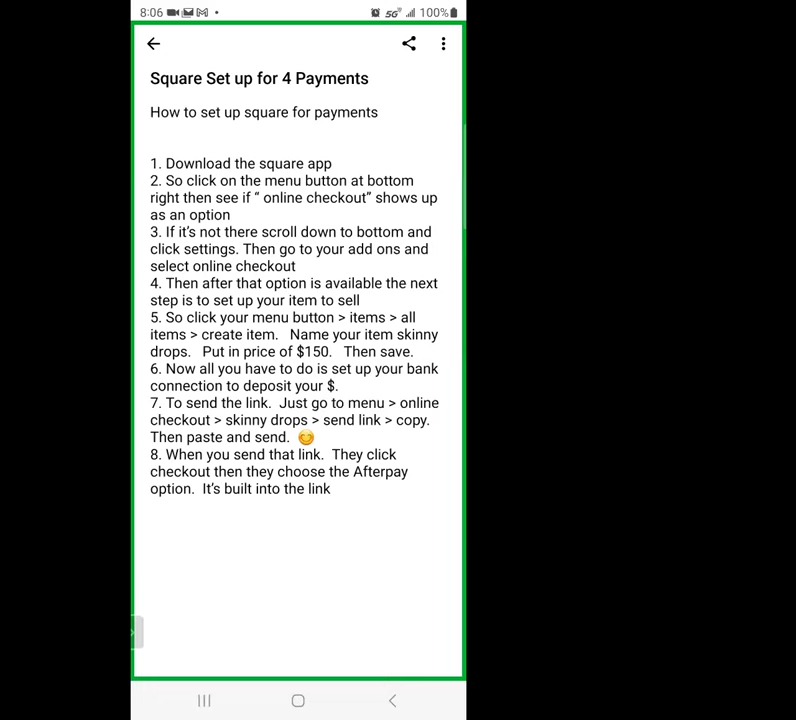 8:06
5G 100%
Square Set up for 4 Payments
How to set up square for payments
1. Download the square app
2. So click on the menu button at bottom
right then see if “ online checkout” shows up
as an option
3. If it’s not there scroll down to bottom and
click settings. Then go to your add ons and
select online checkout
4. Then after that option is available the next
step is to set up your item to sell
5. So click your menu button > items > all
items > create item.   Name your item skinny
drops.   Put in price of $150.   Then save.
6. Now all you have to do is set up your bank
connection to deposit your $.
7. To send the link.  Just go to menu > online
checkout > skinny drops > send link > copy.
Then paste and send.  😊
8. When you send that link.  They click
checkout then they choose the Afterpay
option.  It’s built into the link